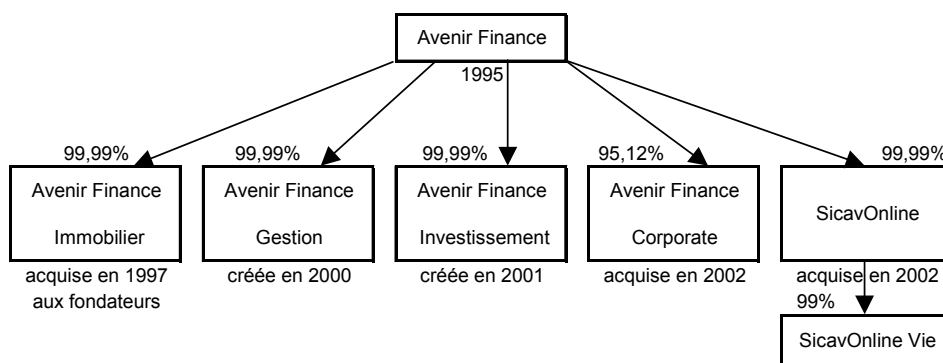 Avenir Finance
1995
99,99%
99,99%
99,99%
95,12%
99,99%
Avenir Finance
Immobilier
Avenir Finance
Gestion
Avenir Finance
Investissement
Avenir Finance
Corporate
SicavOnline
acquise en 1997
aux fondateurs
créée en 2000
créée en 2001
acquise en 2002
acquise en 2002
99%
SicavOnline Vie